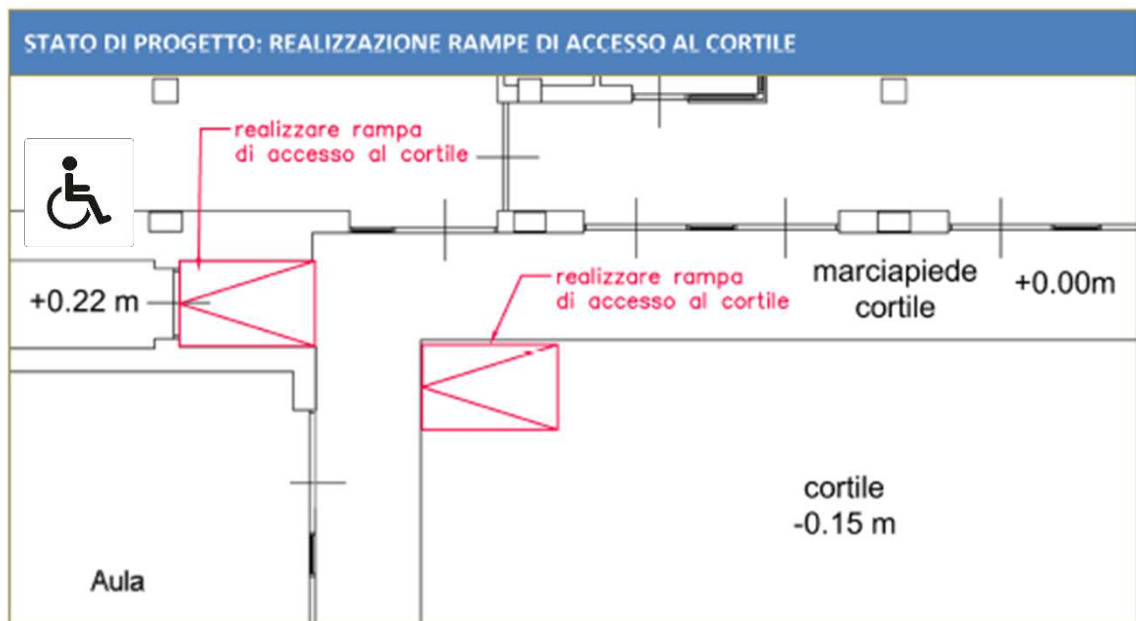 STATO DI PROGETTO: REALIZZAZIONE RAMPE DI ACCESSO AL CORTILE
realizzare rampa
di accesso al cortile
+0.22 m
realizzare rampa
di accesso al cortile
marciapiede
cortile
+0.00m
cortile
-0.15 m
Aula